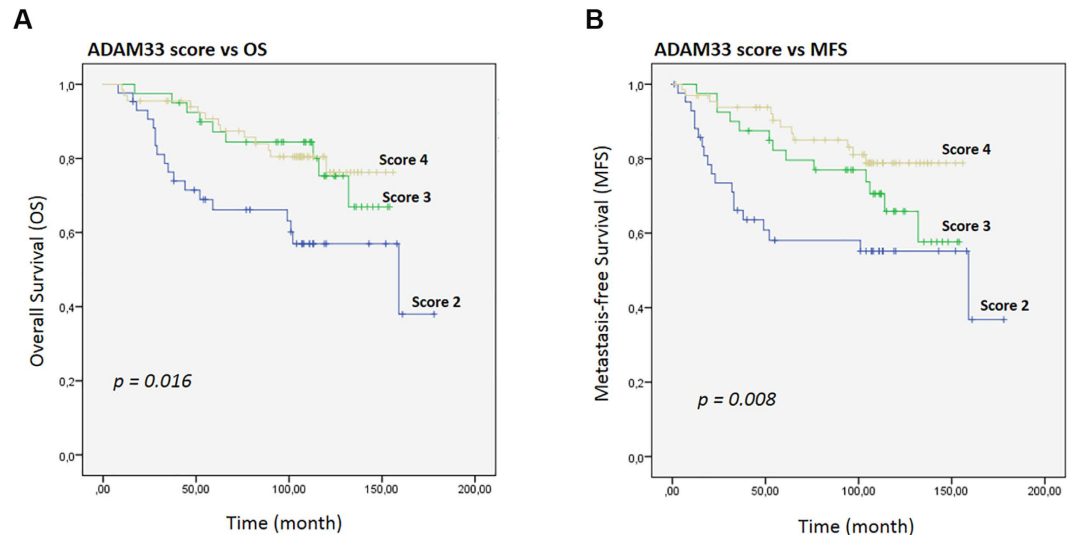 A
ADAM33 score vs OS
Overall Survival (OS)
1,0
0,8
0,6
0,4
0,2
0,0
Score 4
Score 3
Score 2
p = 0.016
,00
50,00
100,00
150,00
200,00
Time (month)
B
ADAM33 score vs MFS
Metastasis-free Survival (MFS)
1,0
0,8
0,6
0,4
0,2
0,0
Score 4
Score 3
Score 2
p = 0.008
,00
50,00
100,00
150,00
200,00
Time (month)